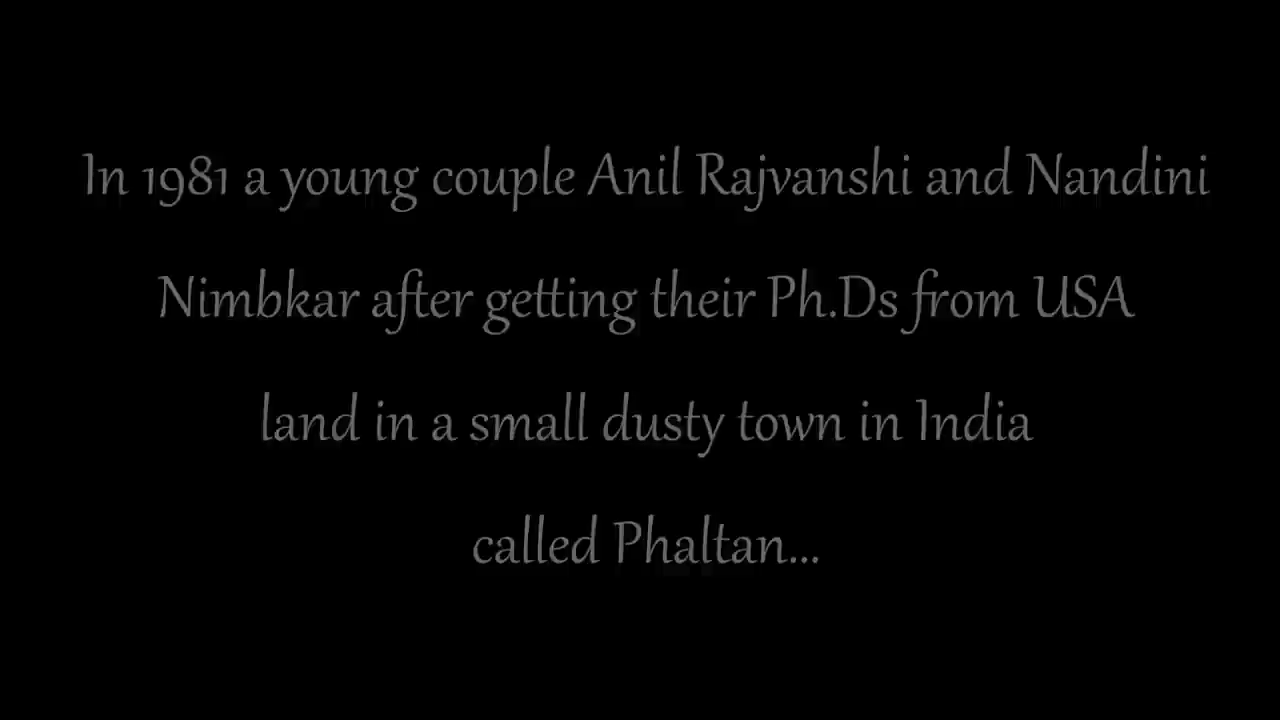 In 1981 a young couple Anil Rajvanshi and Nandini
Nimbkar after getting their Ph.Ds from USA
land in a small dusty town in India
called Phaltan...